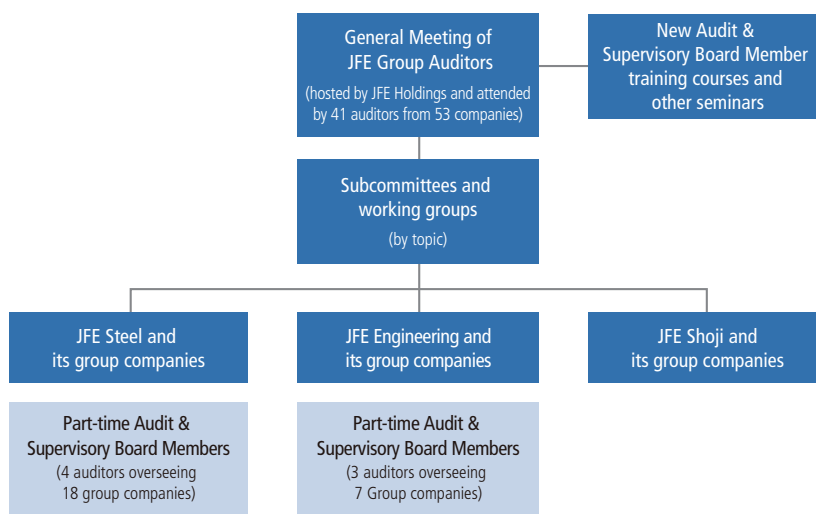 General Meeting of
JFE Group Auditors
(hosted by JFE Holdings and attended
by 41 auditors from 53 companies)
New Audit &
Supervisory Board Member
training courses and
other seminars
Subcommittees and
working groups
(by topic)
JFE Steel and
its group companies
JFE Engineering and
its group companies
JFE Shoji and
its group companies
Part-time Audit &
Supervisory Board Members
(4 auditors overseeing
18 group companies)
Part-time Audit &
Supervisory Board Members
(3 auditors overseeing
7 Group companies)